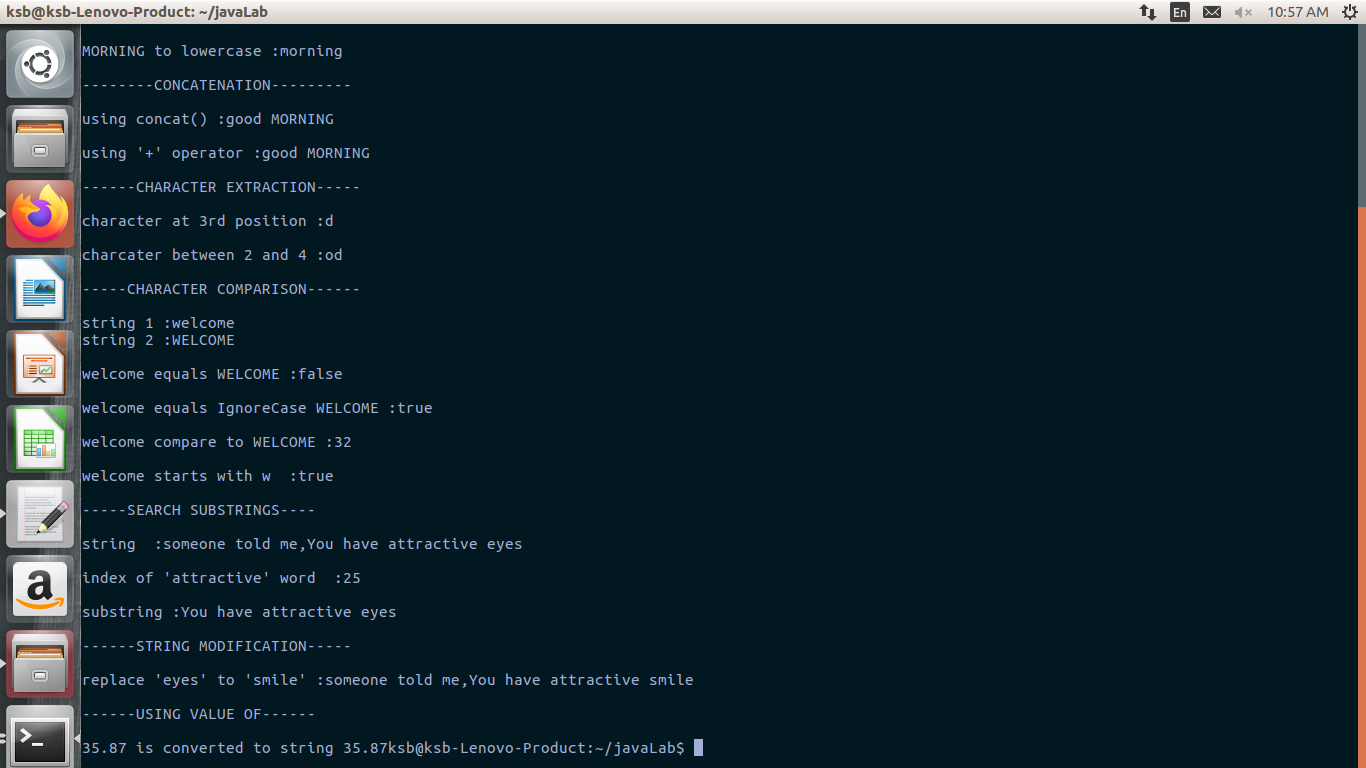 ksb@ksb-Lenovo-Product: ~/javaLab
En
10:57 AM
MORNING to lowercase :morning
--------CONCATENATION---------
using concat() :good MORNING
using '+' operator :good MORNING
------CHARACTER EXTRACTION-----
character at 3rd position :d
charcater between 2 and 4 :od
-----CHARACTER COMPARISON------
string 1 :welcome
string 2 :WELCOME
welcome equals WELCOME :false
welcome equals IgnoreCase WELCOME :true
welcome compare to WELCOME :32
welcome starts with w  :true
-----SEARCH SUBSTRINGS----
string  :someone told me,You have attractive eyes
index of 'attractive' word  :25
substring :You have attractive eyes
------STRING MODIFICATION-----
replace 'eyes' to 'smile' :someone told me,You have attractive smile
------USING VALUE OF------
35.87 is converted to string 35.87ksb@ksb-Lenovo-Product:~/javaLab$